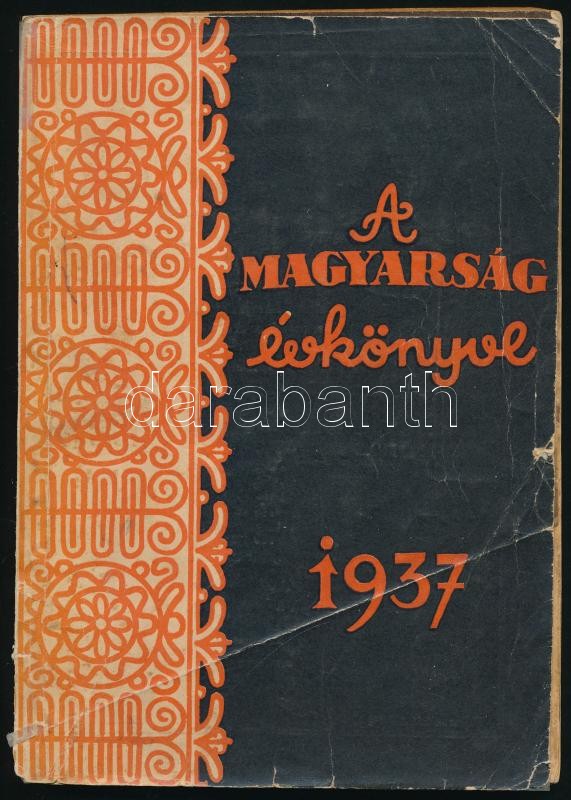 A
MAGYARSÁG
évkönyve
darabanth
1937